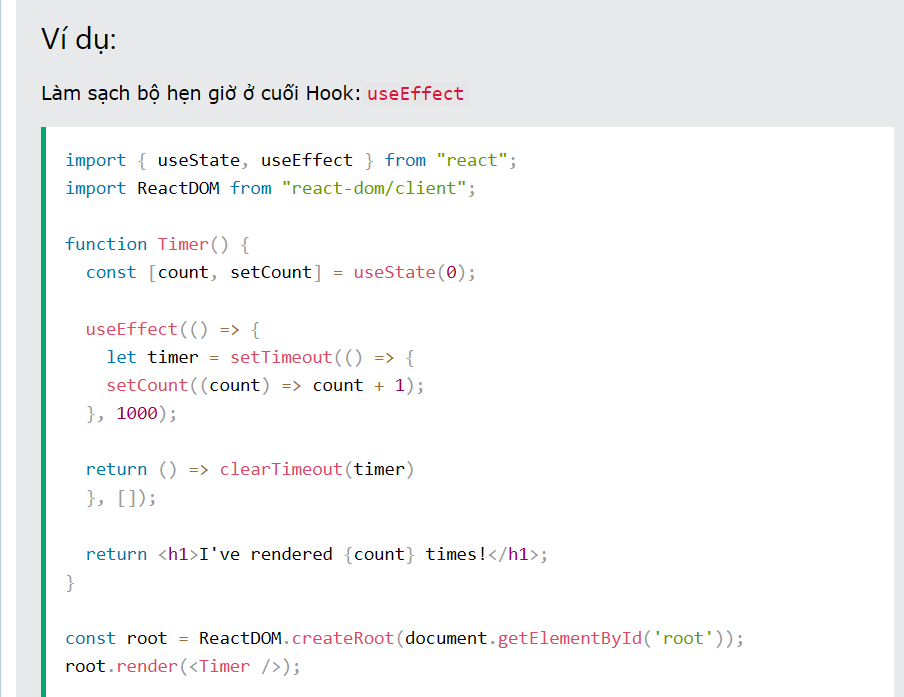 Ví dụ:
Làm sạch bộ hẹn giờ ở cuối Hook: useEffect
import { useState, useEffect } from "react";
import ReactDOM from "react-dom/client";
function Timer() {
const [count, setCount] = useState(0);
useEffect(() => {
let timer = setTimeout(() => {
setCount((count) => count + 1);
}, 1000);
return () => clearTimeout(timer)
}, []);
return <h1>I've rendered {count} times!</h1>;
}
const root = ReactDOM.createRoot(document.getElementById('root'));
root.render(<Timer />);